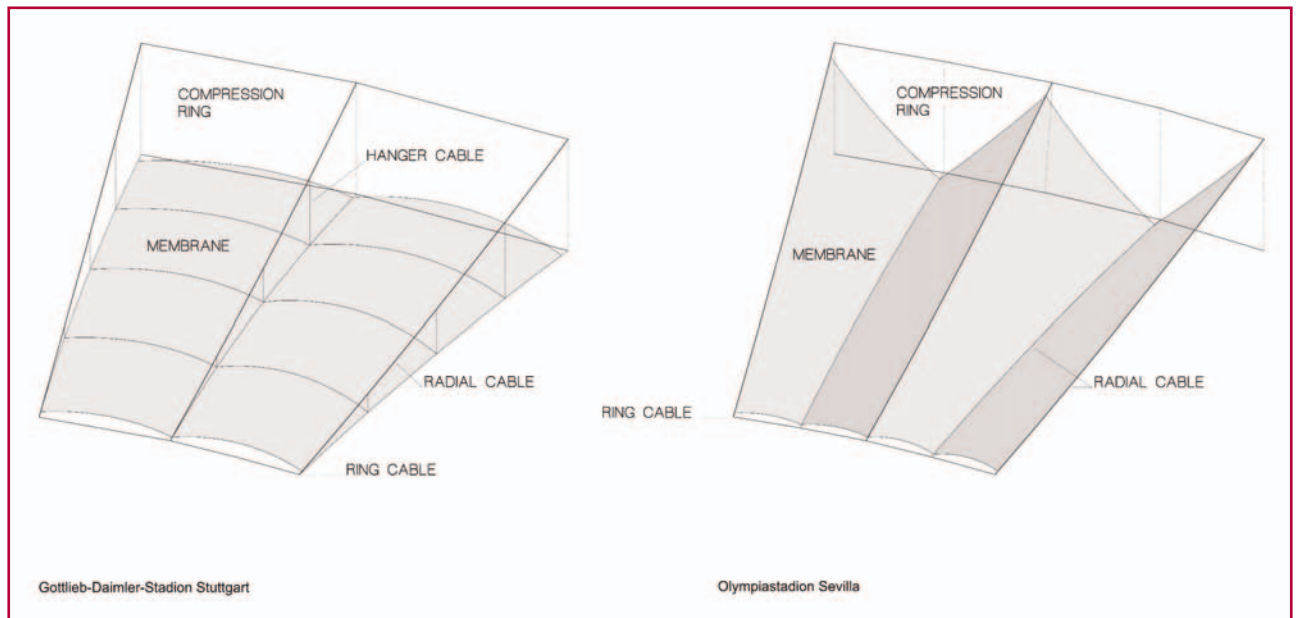 COMPRESSION
RING
HANGER CABLE
MEMBRANE
RADIAL CABLE
RING CABLE
Gottlieb-Daimler-Stadion Stuttgart
COMPRESSION
RING
MEMBRANE
RADIAL CABLE
RING CABLE
Olympiastadion Sevilla